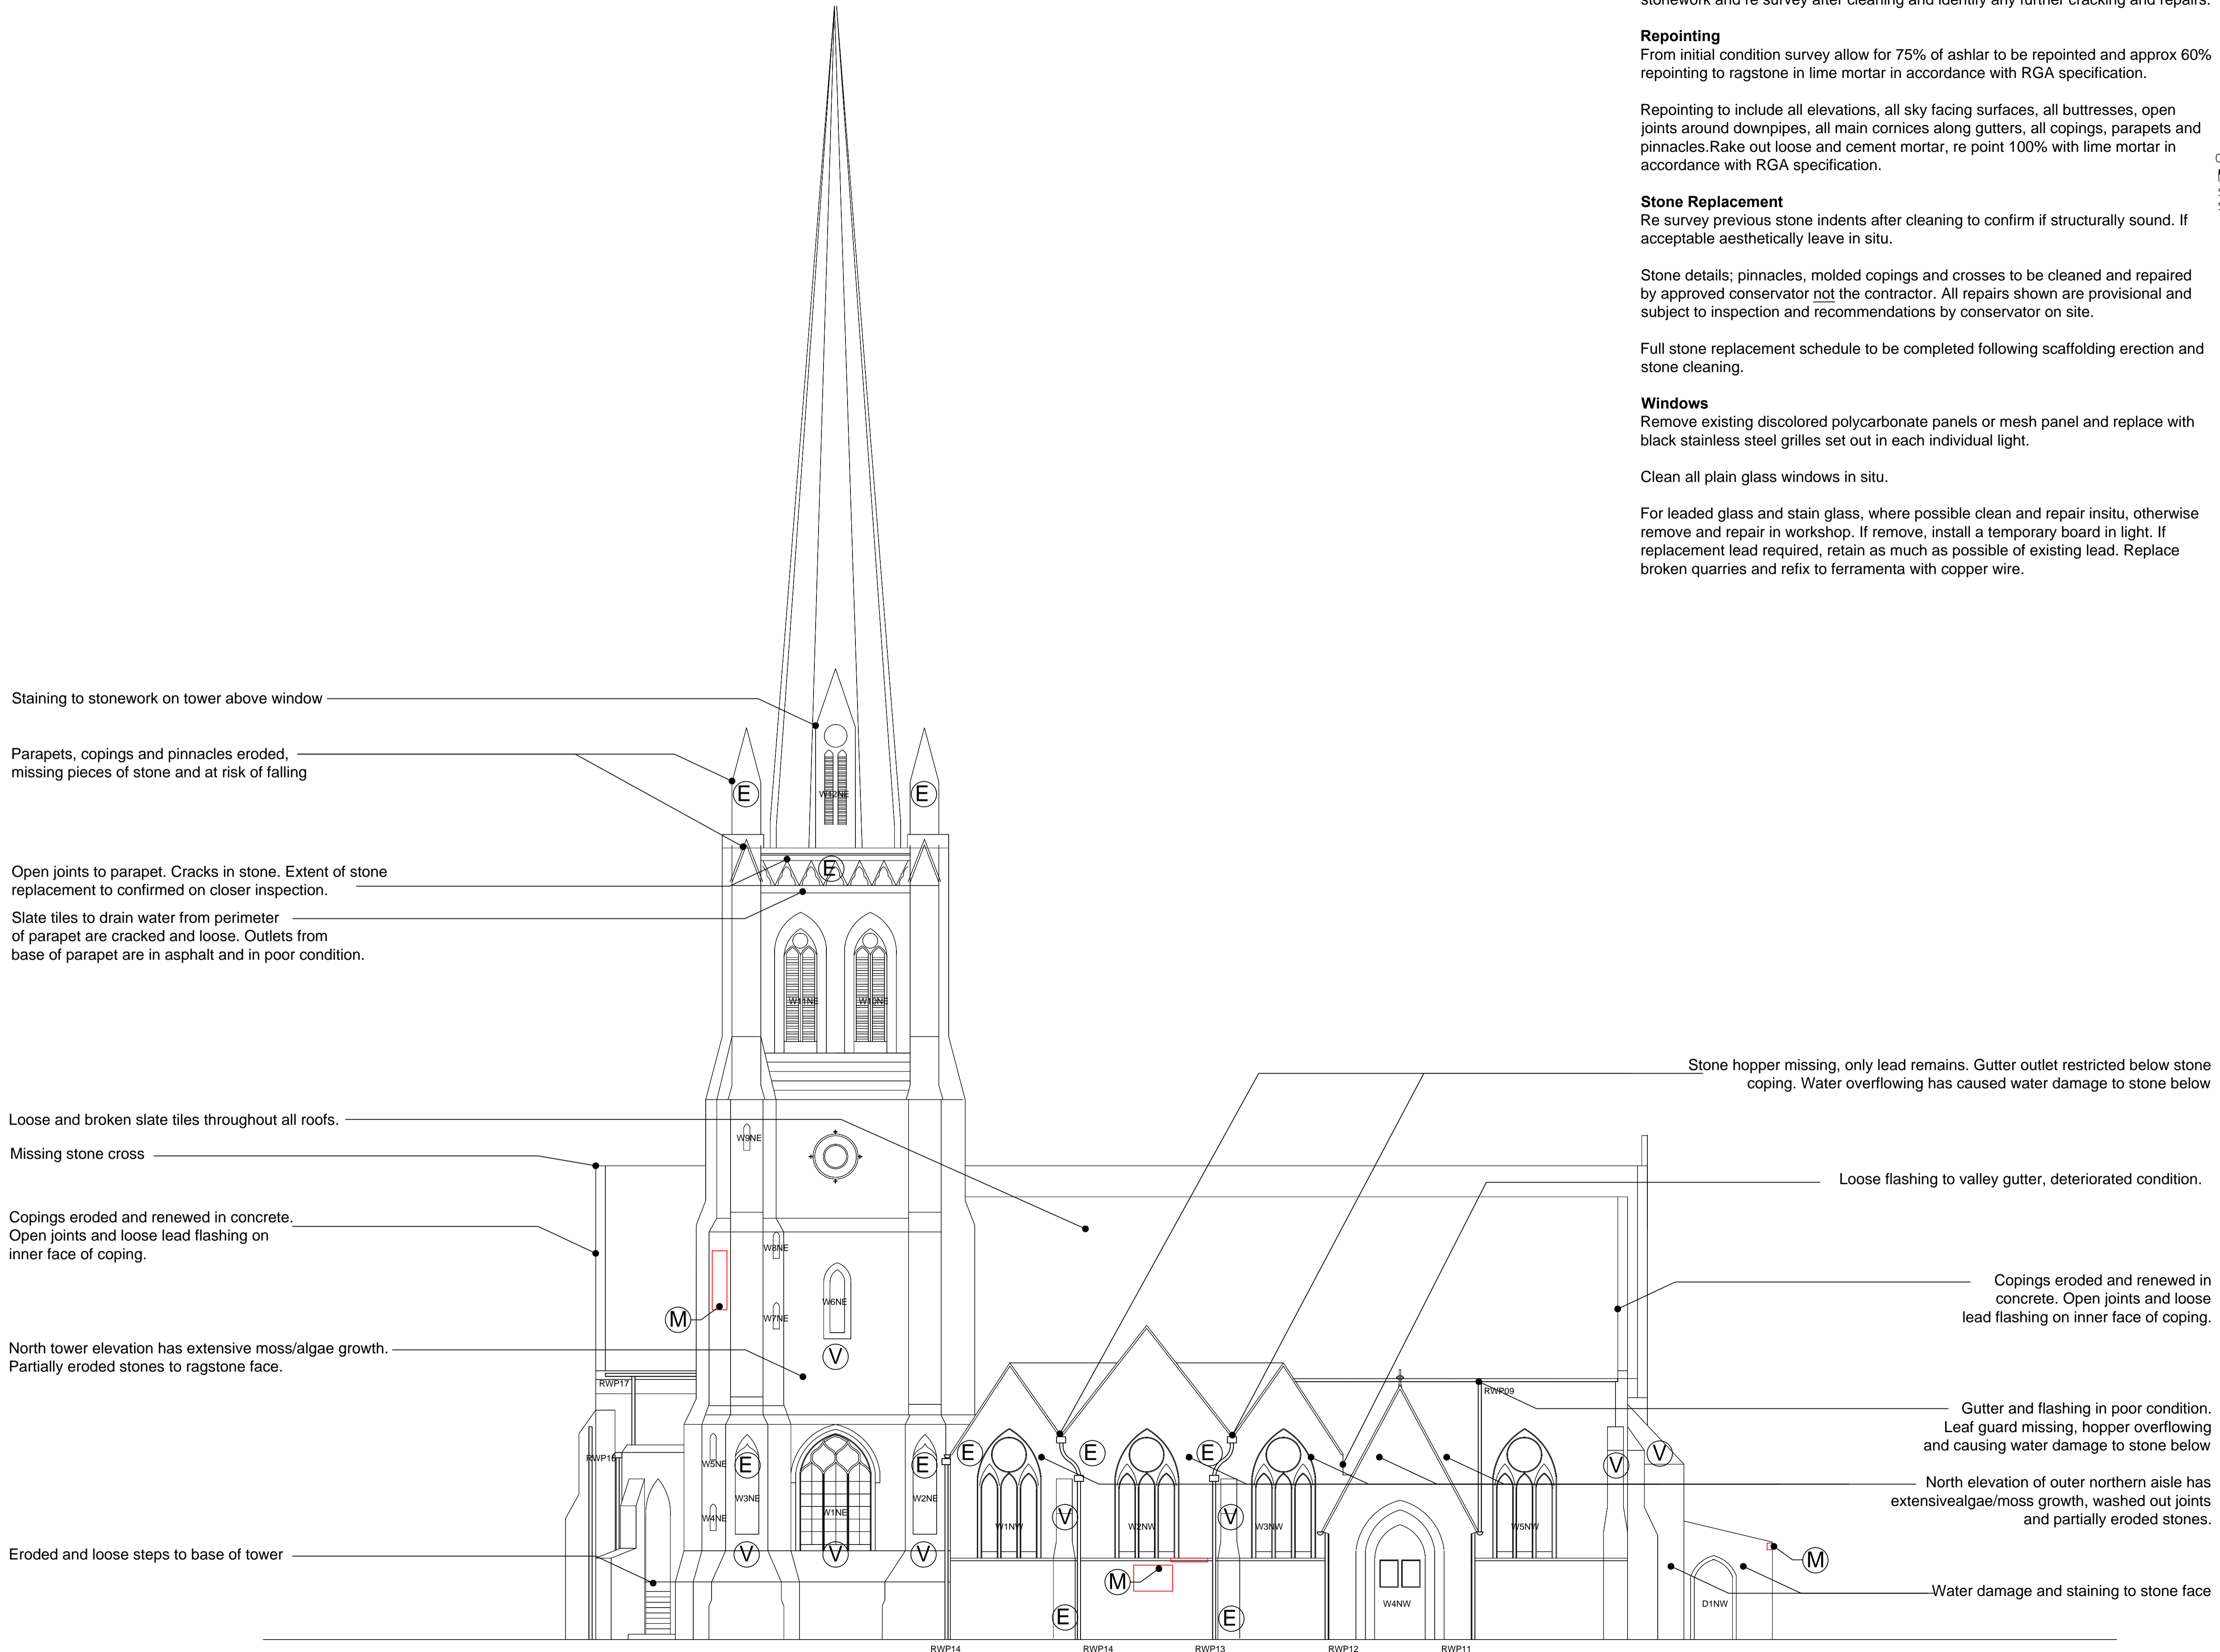 stonework and re survey after cleaning and identify any further cracking and repairs.
Repointing
From initial condition survey allow for 75% of ashlar to be repointed and approx 60%
repointing to ragstone in lime mortar in accordance with RGA specification.
Repointing to include all elevations, all sky facing surfaces, all buttresses, open
joints around downpipes, all main cornices along gutters, all copings, parapets and
pinnacles.Rake out loose and cement mortar, re point 100% with lime mortar in
accordance with RGA specification.
Stone Replacement
Re survey previous stone indents after cleaning to confirm if structurally sound. If
acceptable aesthetically leave in situ.
Stone details; pinnacles, molded copings and crosses to be cleaned and repaired
by approved conservator not the contractor. All repairs shown are provisional and
subject to inspection and recommendations by conservator on site.
Full stone replacement schedule to be completed following scaffolding erection and
stone cleaning.
Windows
Remove existing discolored polycarbonate panels or mesh panel and replace with
black stainless steel grilles set out in each individual light.
Clean all plain glass windows in situ.
For leaded glass and stain glass, where possible clean and repair insitu, otherwise
remove and repair in workshop. If remove, install a temporary board in light. If
replacement lead required, retain as much as possible of existing lead. Replace
broken quarries and refix to ferramenta with copper wire.
Staining to stonework on tower above window
Parapets, copings and pinnacles eroded,
missing pieces of stone and at risk of falling
E
W12NE
E
Open joints to parapet. Cracks in stone. Extent of stone
replacement to confirmed on closer inspection.
E
Slate tiles to drain water from perimeter
of parapet are cracked and loose. Outlets from
base of parapet are in asphalt and in poor condition.
W11NE
W10NE
Stone hopper missing, only lead remains. Gutter outlet restricted below stone
coping. Water overflowing has caused water damage to stone below
Loose and broken slate tiles throughout all roofs.
W9NE
Missing stone cross
Loose flashing to valley gutter, deteriorated condition.
Copings eroded and renewed in concrete.
Open joints and loose lead flashing on
inner face of coping.
W8NE
Copings eroded and renewed in
concrete. Open joints and loose
lead flashing on inner face of coping.
W6NE
M
W7NE
North tower elevation has extensive moss/algae growth.
Partially eroded stones to ragstone face.
V
RWP17
RWP09
Gutter and flashing in poor condition.
Leaf guard missing, hopper overflowing
and causing water damage to stone below
RWP16
W5NE
E
E
E
E
E
V
V
North elevation of outer northern aisle has
extensivealgae/moss growth, washed out joints
and partially eroded stones.
W3NE
W2NE
W4NE
W1NE
V
V
W1NW
W2NW
W3NW
W5NW
Eroded and loose steps to base of tower
V
V
V
M
M
Water damage and staining to stone face
W4NW
D1NW
E
E
RWP14
RWP14
RWP13
RWP12
RWP11